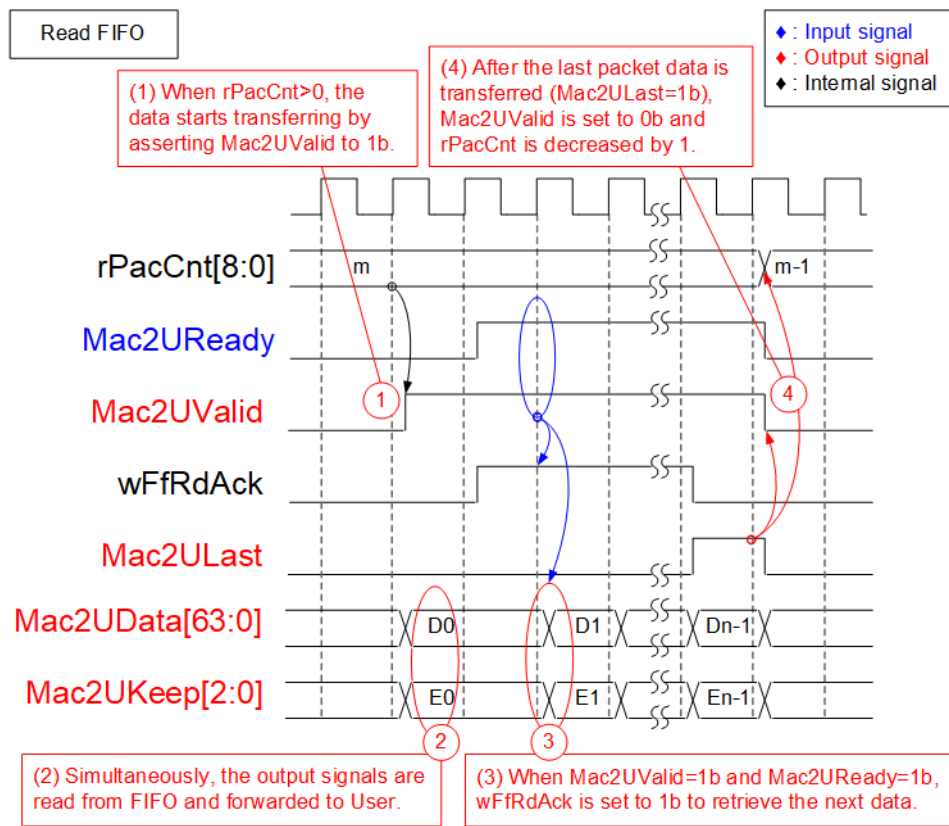 Read FIFO
♦ : Input signal
♦ : Output signal
♦ : Internal signal
(1) When rPacCnt>0, the
data starts transferring by
asserting Mac2UValid to 1b.
(4) After the last packet data is
transferred (Mac2ULast=1b),
Mac2UValid is set to 0b and
rPacCnt is decreased by 1.
rPacCnt[8:0]
m
m-1
Mac2UReady
Mac2UValid
1
4
wFfRdAck
Mac2ULast
Mac2UData[63:0]
D0
D1
Dn-1
Mac2UKeep[2:0]
E0
E1
En-1
2
3
(2) Simultaneously, the output signals are
read from FIFO and forwarded to User.
(3) When Mac2UValid=1b and Mac2UReady=1b,
wFfRdAck is set to 1b to retrieve the next data.